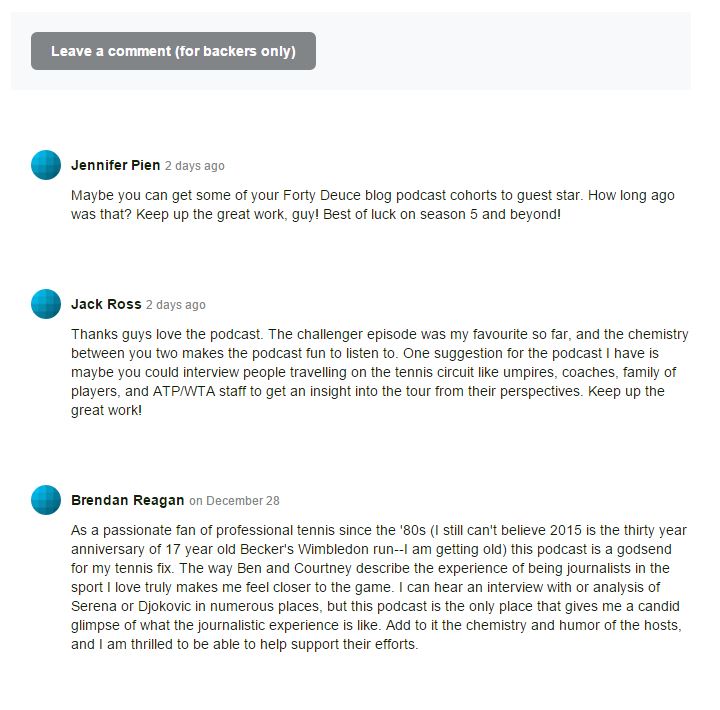 Leave a comment (for backers only)
Jennifer Pien 2 days ago
Maybe you can get some of your Forty Deuce blog podcast cohorts to guest star. How long ago
was that? Keep up the great work, guy! Best of luck on season 5 and beyond!
Jack Ross 2 days ago
Thanks guys love the podcast. The challenger episode was my favourite so far, and the chemistry
between you two makes the podcast fun to listen to. One suggestion for the podcast I have is
maybe you could interview people travelling on the tennis circuit like umpires, coaches, family of
players, and ATP/WTA staff to get an insight into the tour from their perspectives. Keep up the
great work!
Brendan Reagan on December 28
As a passionate fan of professional tennis since the '80s (I still can't believe 2015 is the thirty year
anniversary of 17 year old Becker's Wimbledon run--I am getting old) this podcast is a godsend
for my tennis fix. The way Ben and Courtney describe the experience of being journalists in the
sport I love truly makes me feel closer to the game. I can hear an interview with or analysis of
Serena or Djokovic in numerous places, but this podcast is the only place that gives me a candid
glimpse of what the journalistic experience is like. Add to it the chemistry and humor of the hosts,
and I am thrilled to be able to help support their efforts.